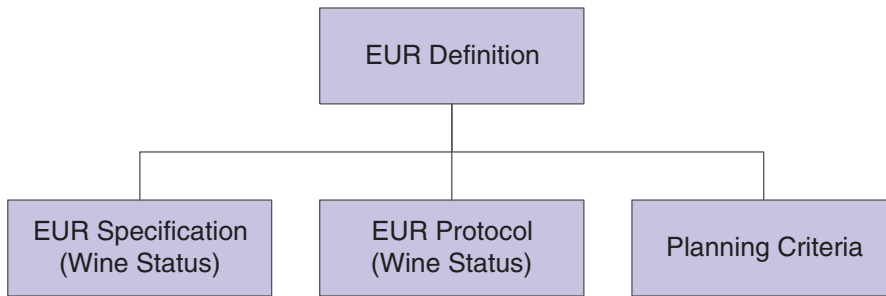 EUR Definition
EUR Specification
(Wine Status)
EUR Protocol
(Wine Status)
Planning Criteria